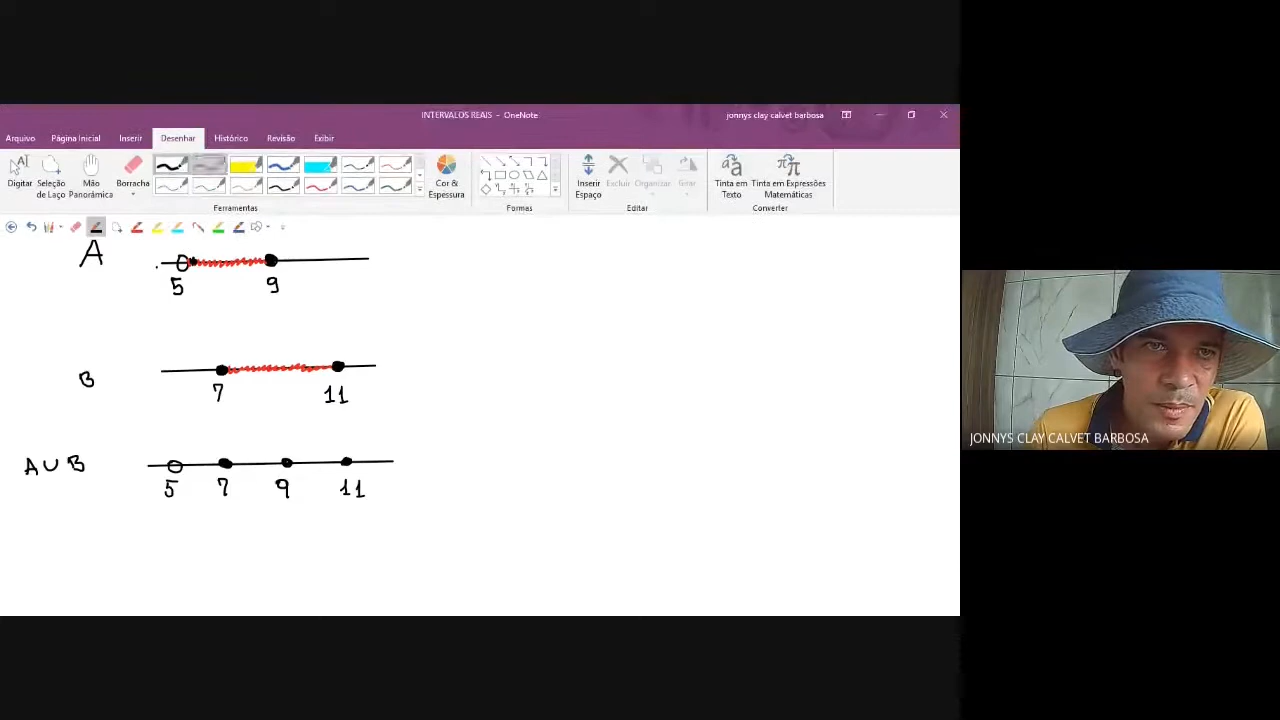 INTERVALOS REAIS - OneNote
jonnys clay calvet barbosa
Arquivo Página Inicial Inserir Desenhar Histórico Revisão Exibir
Digitar
Seleção de Laço
Mão Panorâmica
Borracha
Cor & Espessura
Inserir Espaço
Excluir
Organizar
Girar
Tinta em Texto
Tinta em Expressões Matemáticas
Ferramentas
Formas
Editar
Converter
A
5 9
B
7 11
A∪B
5 7 9 11
JONNYS CLAY CALVET BARBOSA